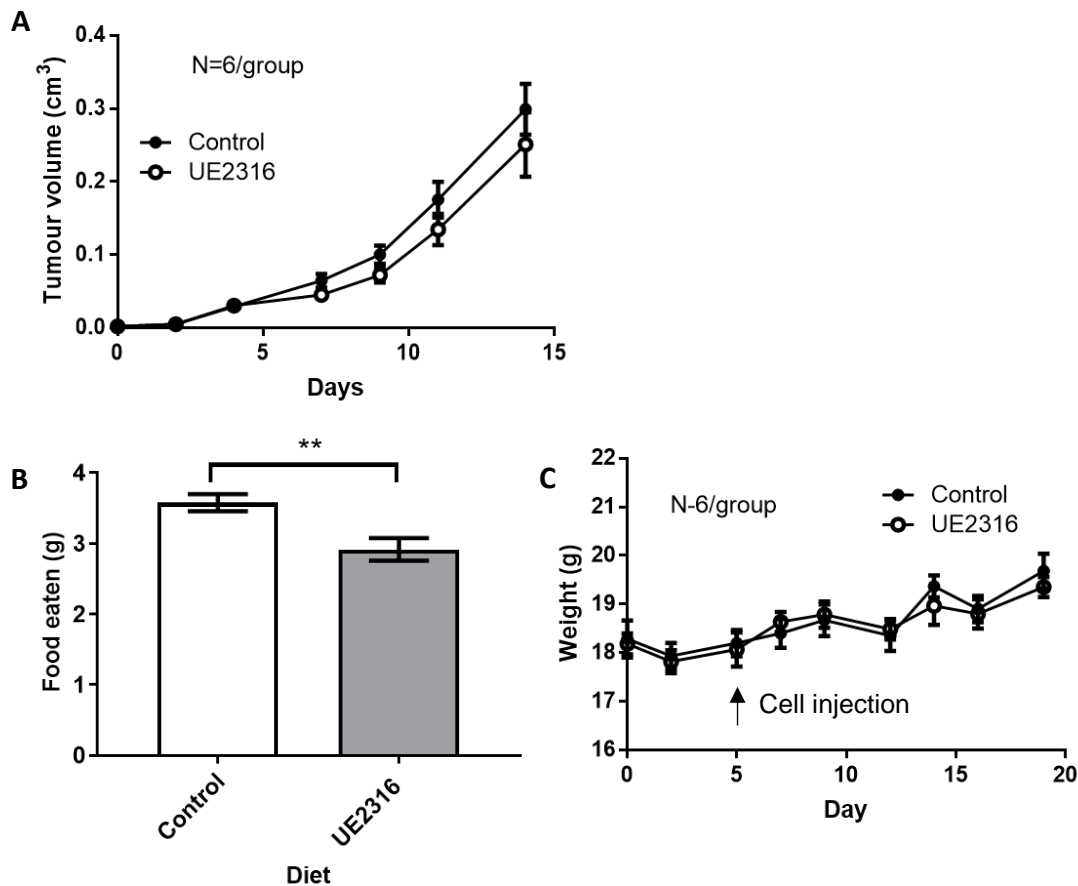 A
0.4
0.3
0.2
0.1
0.0
Tumour volume (cm³)
N=6/group
Control
UE2316
0 5 10 15
Days
B
**
4
3
2
1
0
Food eaten (g)
Control
UE2316
Diet
C
22
21
20
19
18
17
16
Weight (g)
N-6/group
Control
UE2316
Cell injection
0 5 10 15 20
Day